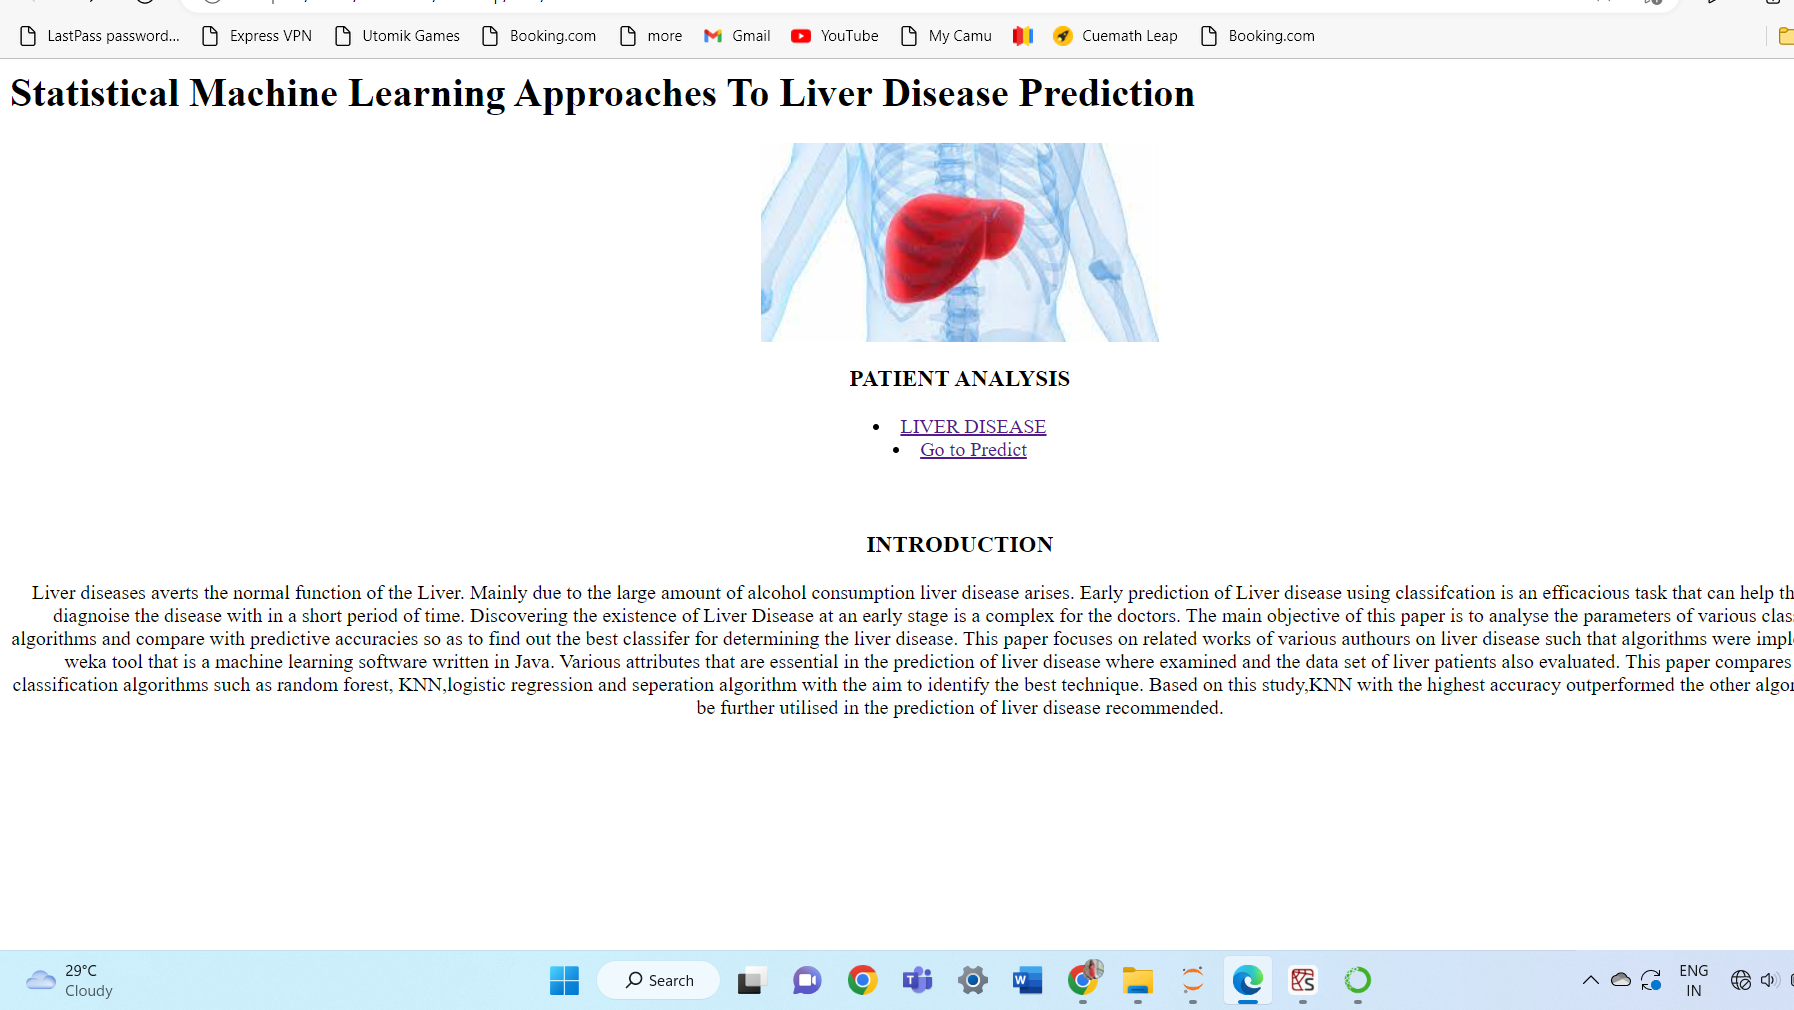 LastPass password... Express VPN Utomik Games Booking.com more Gmail YouTube My Camu Cuemath Leap Booking.com
Statistical Machine Learning Approaches To Liver Disease Prediction
PATIENT ANALYSIS
• LIVER DISEASE
• Go to Predict
INTRODUCTION
Liver diseases averts the normal function of the Liver. Mainly due to the large amount of alcohol consumption liver disease arises. Early prediction of Liver disease using classifcation is an efficacious task that can help th
diagnoise the disease with in a short period of time. Discovering the existence of Liver Disease at an early stage is a complex for the doctors. The main objective of this paper is to analyse the parameters of various clas
algorithms and compare with predictive accuracies so as to find out the best classifer for determining the liver disease. This paper focuses on related works of various authours on liver disease such that algorithms were impl
weka tool that is a machine learning software written in Java. Various attributes that are essential in the prediction of liver disease where examined and the data set of liver patients also evaluated. This paper compares
classification algorithms such as random forest, KNN,logistic regression and seperation algorithm with the aim to identify the best technique. Based on this study,KNN with the highest accuracy outperformed the other algor
be further utilised in the prediction of liver disease recommended.
29°C
Cloudy
Search
ENG
IN